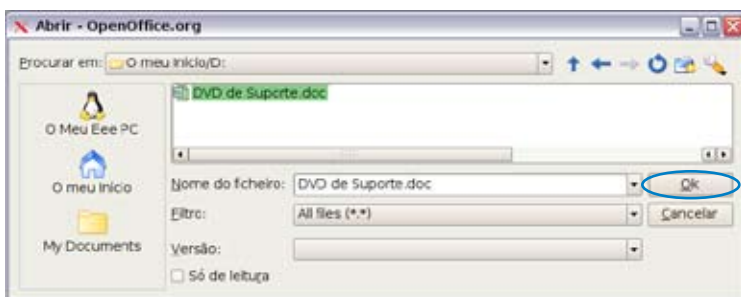 Abrir - OpenOffice.org
Procurar em: O meu Início/D:
DVD de Suporte.doc
O Meu Eee PC
O meu Início
My Documents
Nome do ficheiro: DVD de Suporte.doc Ok
Filtro: All files (*.*) Cancelar
Versão:
Só de leitura